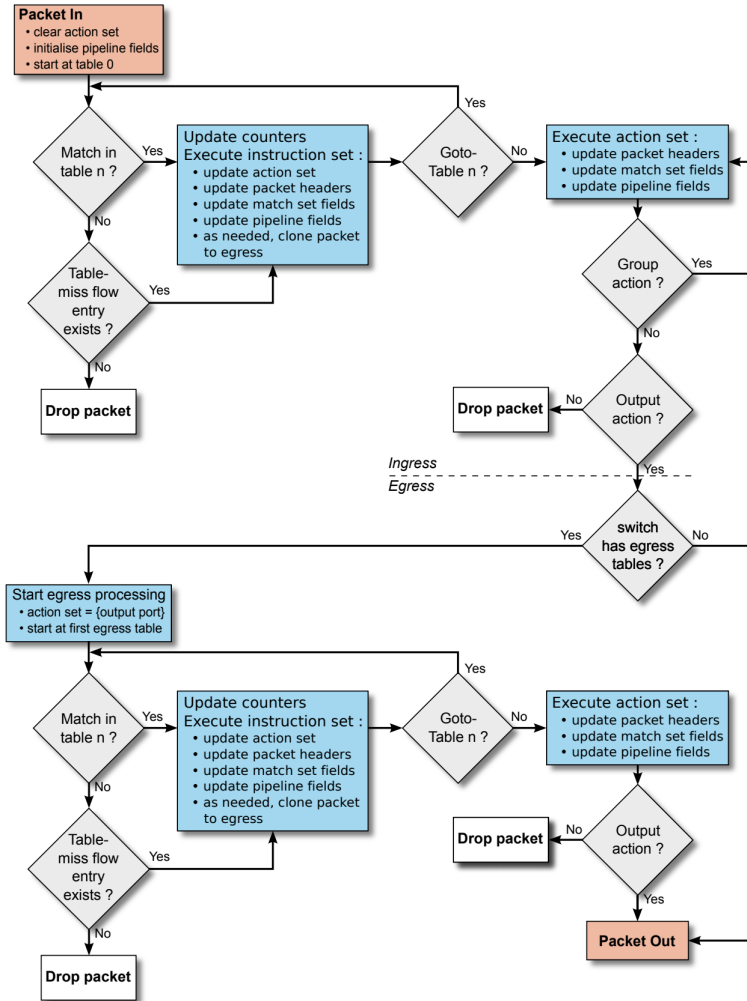 Packet In
• clear action set
• initialise pipeline fields
• start at table 0
Yes
Match in
table n ?
Yes
Update counters
Execute instruction set :
• update action set
• update packet headers
• update match set fields
• update pipeline fields
• as needed, clone packet
to egress
Goto-
Table n ?
No
Execute action set :
• update packet headers
• update match set fields
• update pipeline fields
No
Table-
miss flow
entry
exists ?
Yes
Group
action ?
Yes
No
No
Drop packet
Drop packet
No
Output
action ?
Yes
Ingress
Egress
Yes
switch
has egress
tables ?
No
Start egress processing
• action set = {output port}
• start at first egress table
Yes
Match in
table n ?
Yes
Update counters
Execute instruction set :
• update action set
• update packet headers
• update match set fields
• update pipeline fields
• as needed, clone packet
to egress
Goto-
Table n ?
No
Execute action set :
• update packet headers
• update match set fields
• update pipeline fields
No
Table-
miss flow
entry
exists ?
Yes
Drop packet
No
Output
action ?
Yes
No
Drop packet
Packet Out